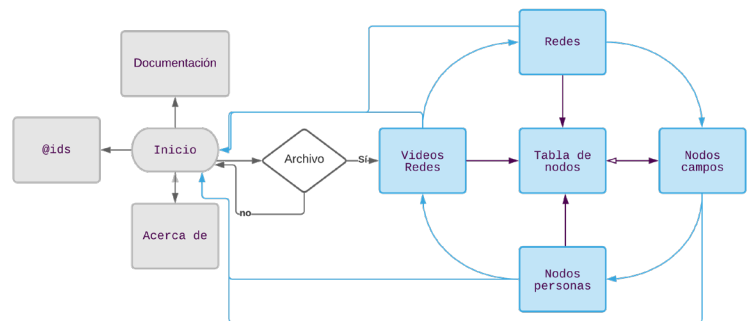 Redes
Documentación
@ids
Inicio
Archivo
Sí
Videos
Redes
Tabla de
nodos
Nodos
campos
no
Acerca de
Nodos
personas